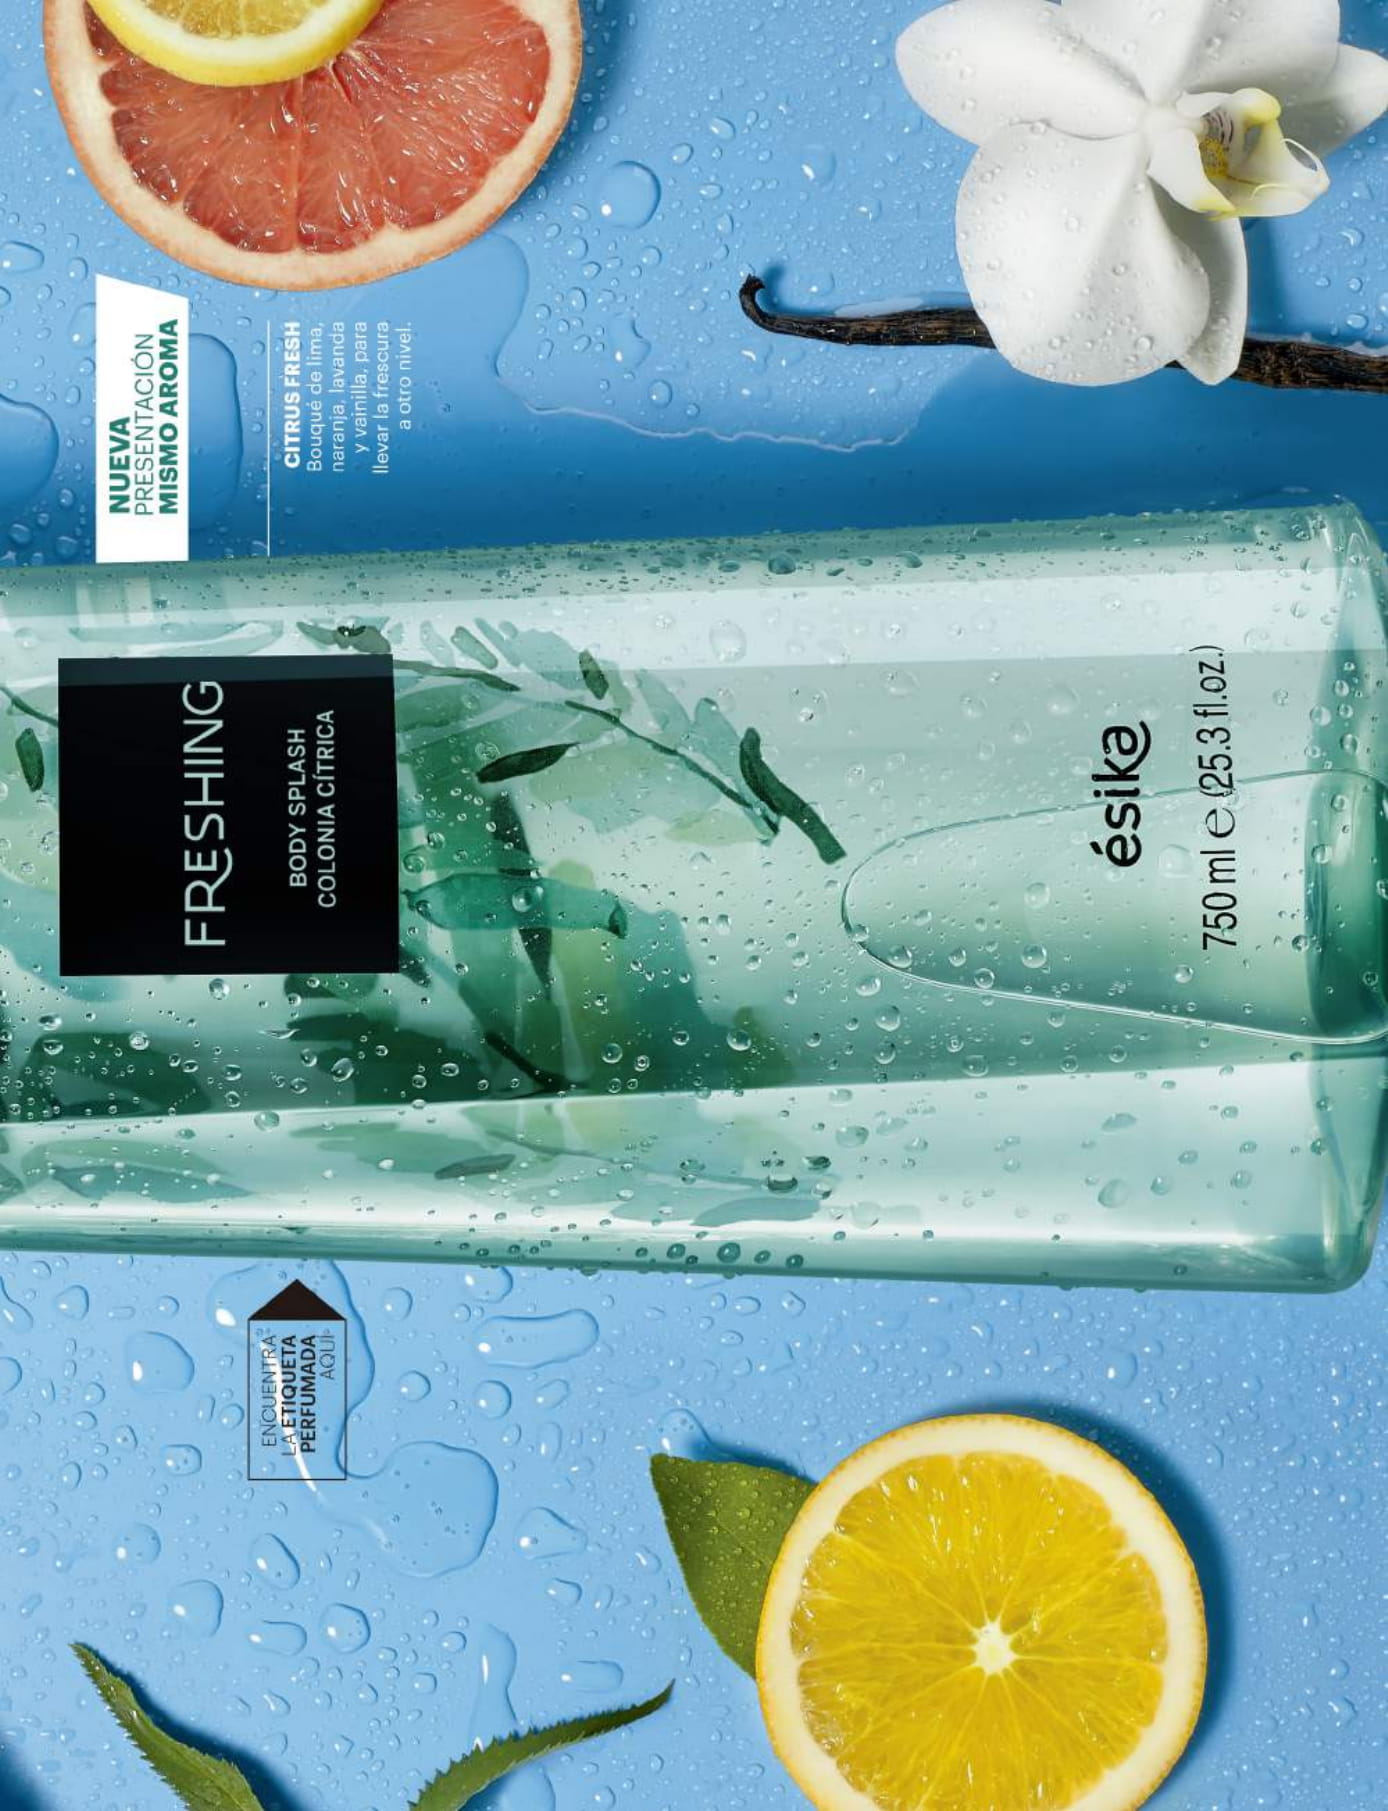 NUEVA
PRESENTACIÓN
MISMO AROMA
CITRUS FRESH
Bouqué de lima,
naranja, lavanda
y vainilla, para
llevar la frescura
a otro nivel.
FRESHING
BODY SPLASH
COLONIA CÍTRICA
ésika
750 ml e (25.3 fl.oz.)
ENCUENTRA
LA ETIQUETA
PERFUMADA
AQUÍ